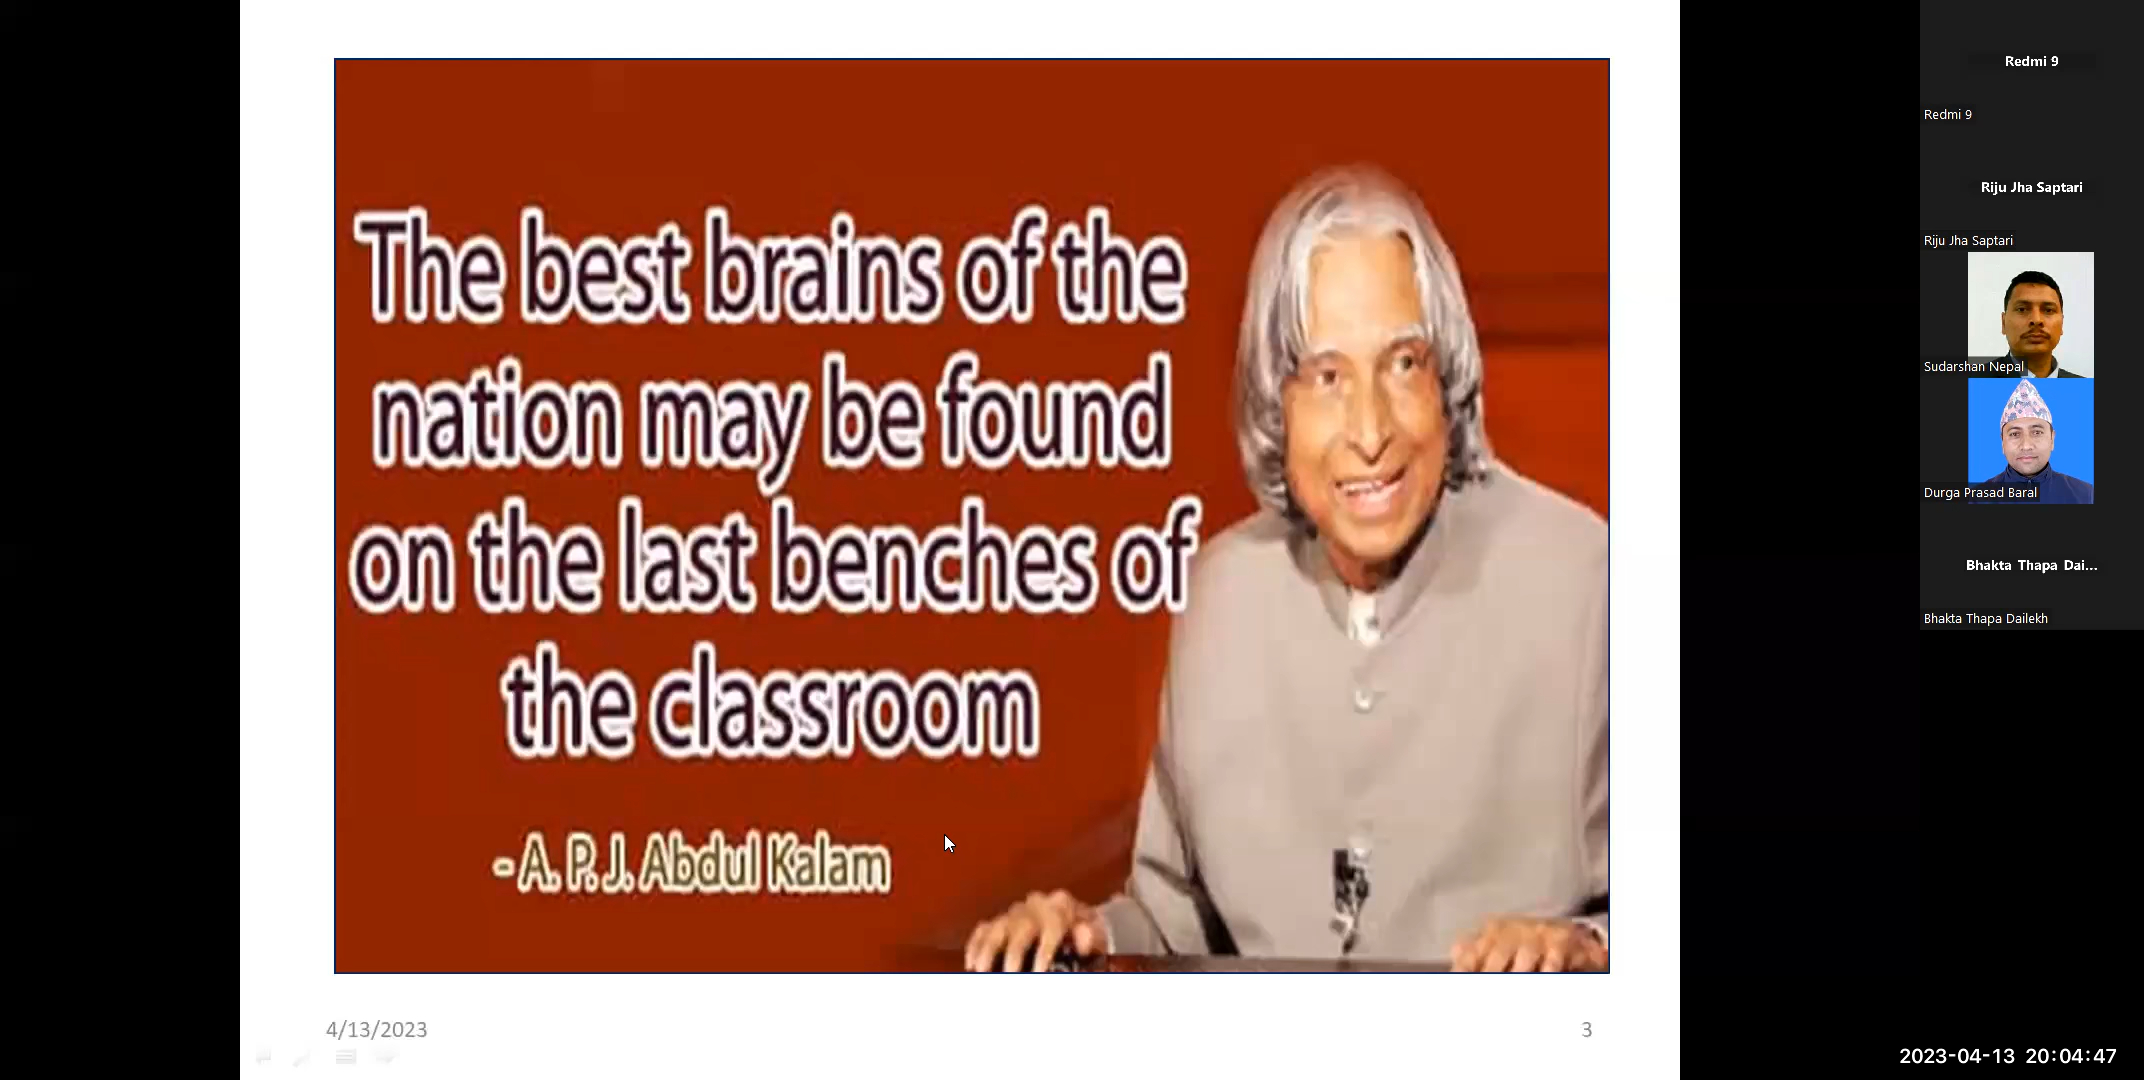 The best brains of the
nation may be found
on the last benches of
the classroom
- A. P. J. Abdul Kalam
4/13/2023
3
Redmi 9
Redmi 9
Riju Jha Saptari
Riju Jha Saptari
Sudarshan Nepal
Durga Prasad Baral
Bhakta Thapa Dai...
Bhakta Thapa Dailekh
2023-04-13 20:04:47